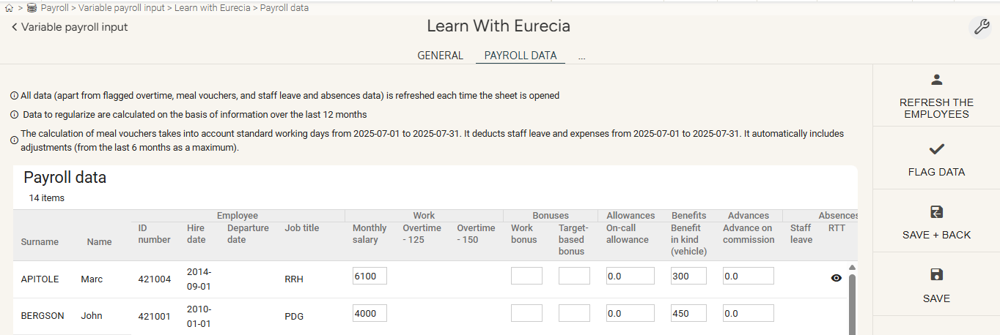 > Payroll > Variable payroll input > Learn with Eurecia > Payroll data
Variable payroll input
Learn With Eurecia
GENERAL PAYROLL DATA ...
All data (apart from flagged overtime, meal vouchers, and staff leave and absences data) is refreshed each time the sheet is opened
Data to regularize are calculated on the basis of information over the last 12 months
The calculation of meal vouchers takes into account standard working days from 2025-07-01 to 2025-07-31. It deducts staff leave and expenses from 2025-07-01 to 2025-07-31. It automatically includes
adjustments (from the last 6 months as a maximum).
REFRESH THE
EMPLOYEES
FLAG DATA
SAVE + BACK
SAVE
Payroll data
14 items
Employee Work Bonuses Allowances Benefits Advances Absences
Surname Name ID number Hire date Departure date Job title Monthly salary Overtime - 125 Overtime - 150 Work bonus Target-based bonus On-call allowance Benefit in kind (vehicle) Advance on commission Staff leave RTT
APITOLE Marc 421004 2014-09-01 RRH 6100 0.0 300 0.0
BERGSON John 421001 2010-01-01 PDG 4000 0.0 450 0.0